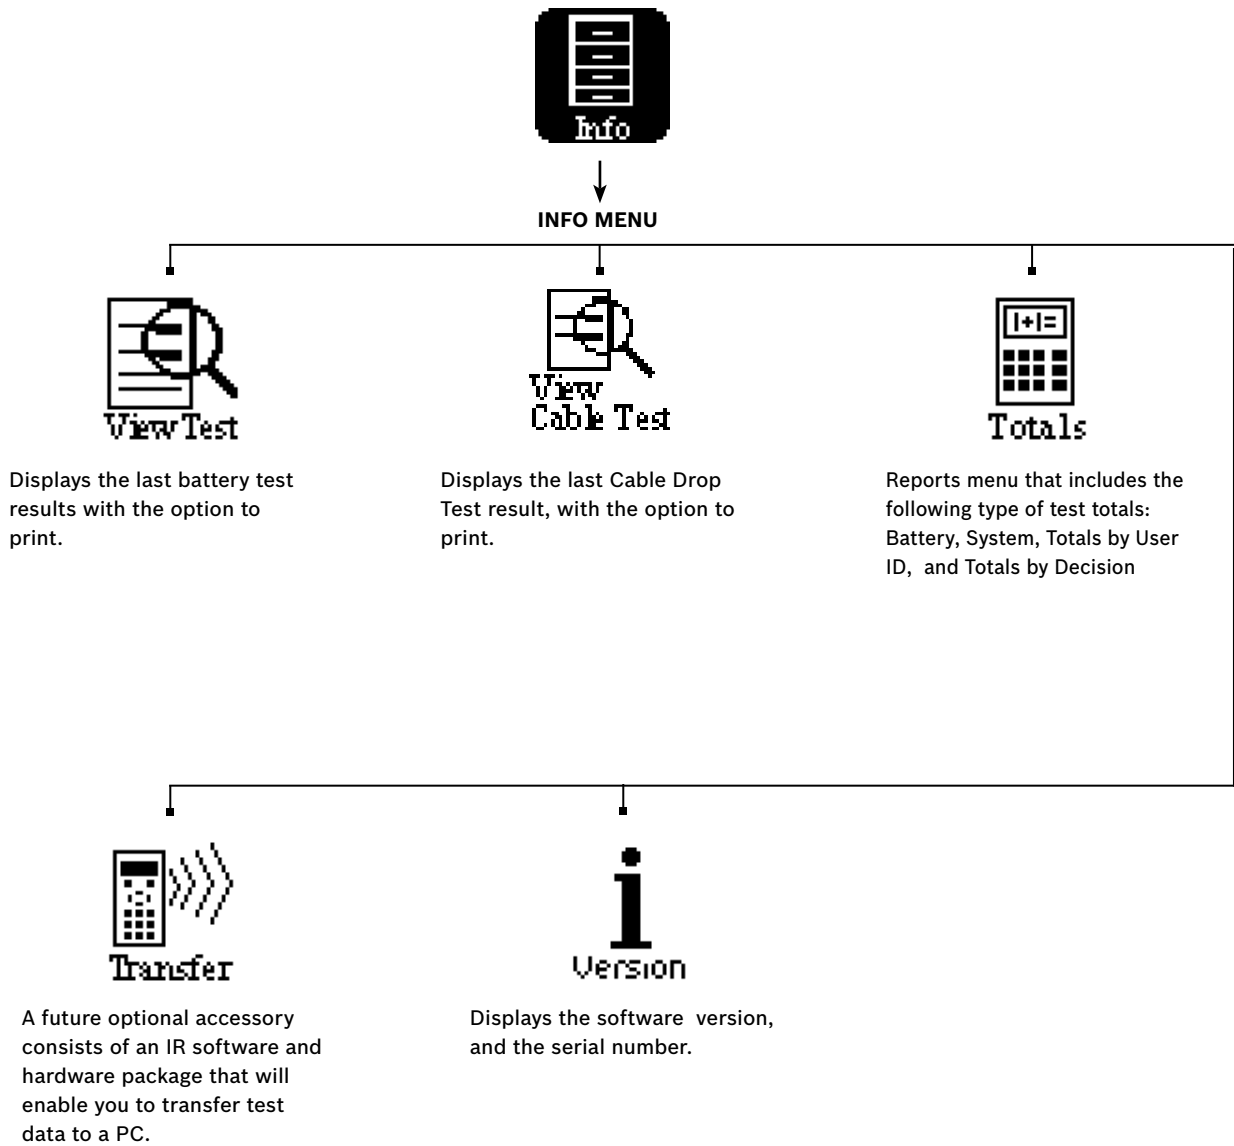 Info
INFO MENU
View Test
View
Cable Test
|+|=
Totals
Displays the last battery test
results with the option to
print.
Displays the last Cable Drop
Test result, with the option to
print.
Reports menu that includes the
following type of test totals:
Battery, System, Totals by User
ID,  and Totals by Decision
Transfer
i
Version
A future optional accessory
consists of an IR software and
hardware package that will
enable you to transfer test
data to a PC.
Displays the software  version,
and the serial number.